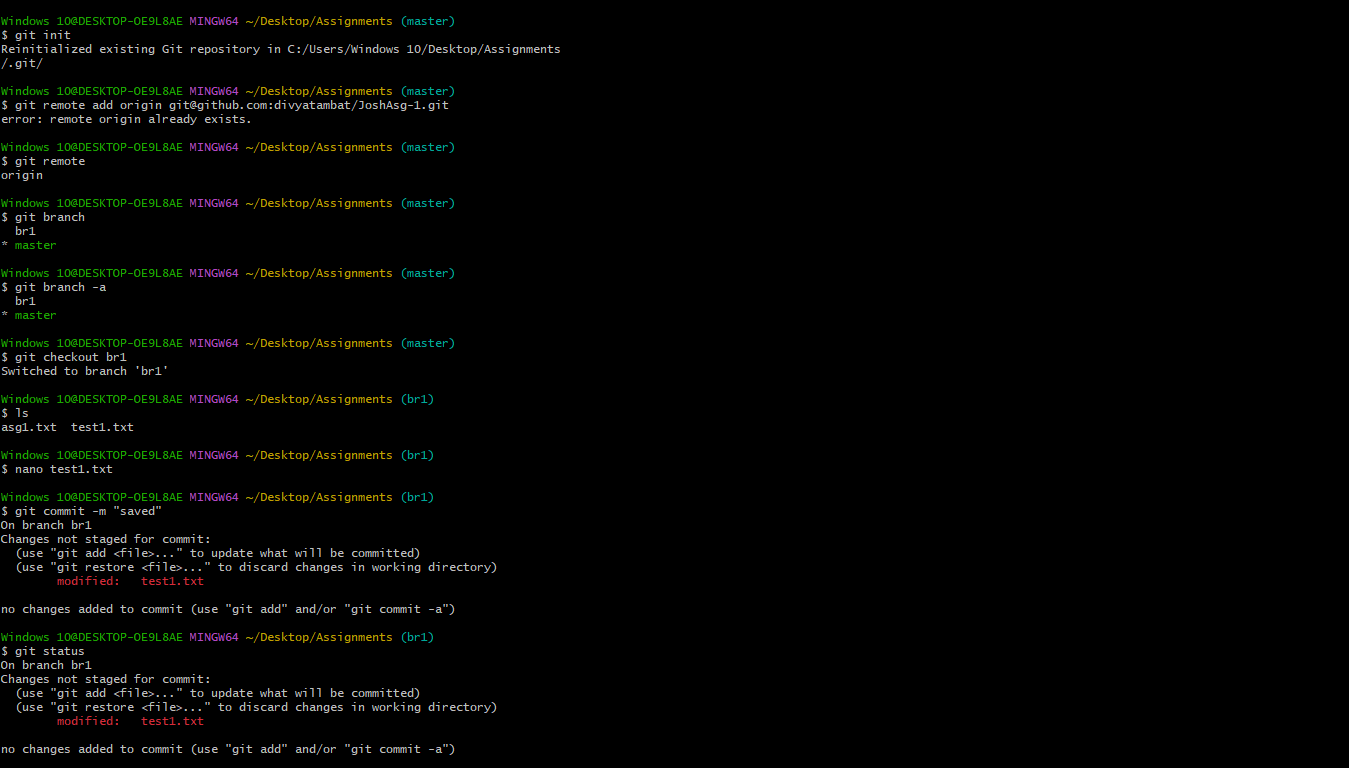 Windows 10@DESKTOP-OE9L8AE MINGW64 ~/Desktop/Assignments (master)
$ git init
Reinitialized existing Git repository in C:/Users/Windows 10/Desktop/Assignments
/.git/
Windows 10@DESKTOP-OE9L8AE MINGW64 ~/Desktop/Assignments (master)
$ git remote add origin git@github.com:divyatambat/JoshAsg-1.git
error: remote origin already exists.
Windows 10@DESKTOP-OE9L8AE MINGW64 ~/Desktop/Assignments (master)
$ git remote
origin
Windows 10@DESKTOP-OE9L8AE MINGW64 ~/Desktop/Assignments (master)
$ git branch
  br1
* master
Windows 10@DESKTOP-OE9L8AE MINGW64 ~/Desktop/Assignments (master)
$ git branch -a
  br1
* master
Windows 10@DESKTOP-OE9L8AE MINGW64 ~/Desktop/Assignments (master)
$ git checkout br1
Switched to branch 'br1'
Windows 10@DESKTOP-OE9L8AE MINGW64 ~/Desktop/Assignments (br1)
$ ls
asg1.txt  test1.txt
Windows 10@DESKTOP-OE9L8AE MINGW64 ~/Desktop/Assignments (br1)
$ nano test1.txt
Windows 10@DESKTOP-OE9L8AE MINGW64 ~/Desktop/Assignments (br1)
$ git commit -m "saved"
On branch br1
Changes not staged for commit:
  (use "git add <file>..." to update what will be committed)
  (use "git restore <file>..." to discard changes in working directory)
        modified:   test1.txt
no changes added to commit (use "git add" and/or "git commit -a")
Windows 10@DESKTOP-OE9L8AE MINGW64 ~/Desktop/Assignments (br1)
$ git status
On branch br1
Changes not staged for commit:
  (use "git add <file>..." to update what will be committed)
  (use "git restore <file>..." to discard changes in working directory)
        modified:   test1.txt
no changes added to commit (use "git add" and/or "git commit -a")